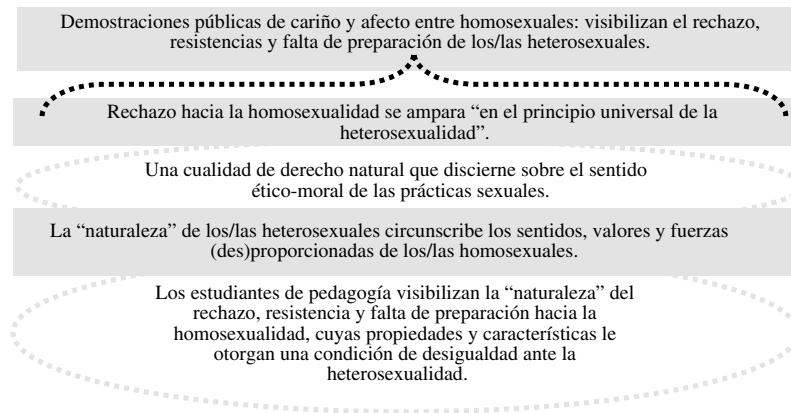 Demostraciones públicas de cariño y afecto entre homosexuales: visibilizan el rechazo,
resistencias y falta de preparación de los/las heterosexuales.
Rechazo hacia la homosexualidad se ampara “en el principio universal de la
heterosexualidad”.
Una cualidad de derecho natural que discierne sobre el sentido
ético-moral de las prácticas sexuales.
La “naturaleza” de los/las heterosexuales circunscribe los sentidos, valores y fuerzas
(des)proporcionadas de los/las homosexuales.
Los estudiantes de pedagogía visibilizan la “naturaleza” del
rechazo, resistencia y falta de preparación hacia la
homosexualidad, cuyas propiedades y características le
otorgan una condición de desigualdad ante la
heterosexualidad.